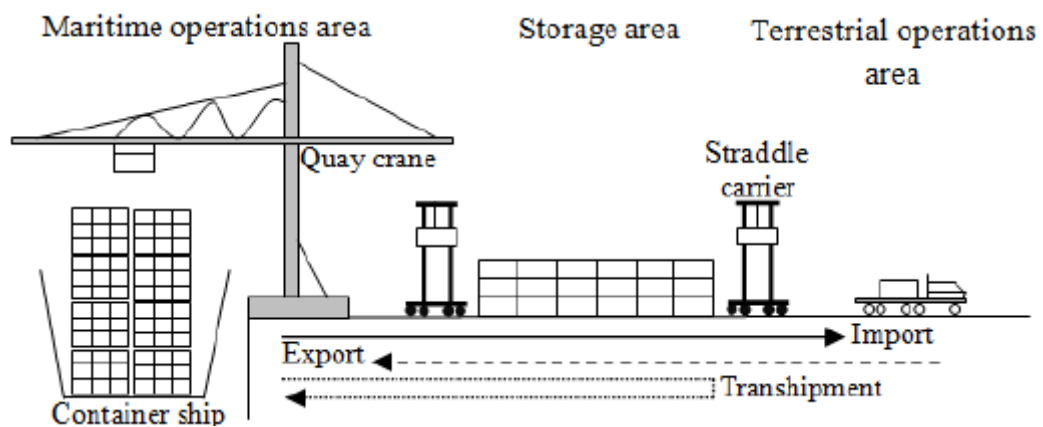 Maritime operations area
Storage area
Terrestrial operations
area
Quay crane
Straddle
carrier
Import
Export
Transhipment
Container ship